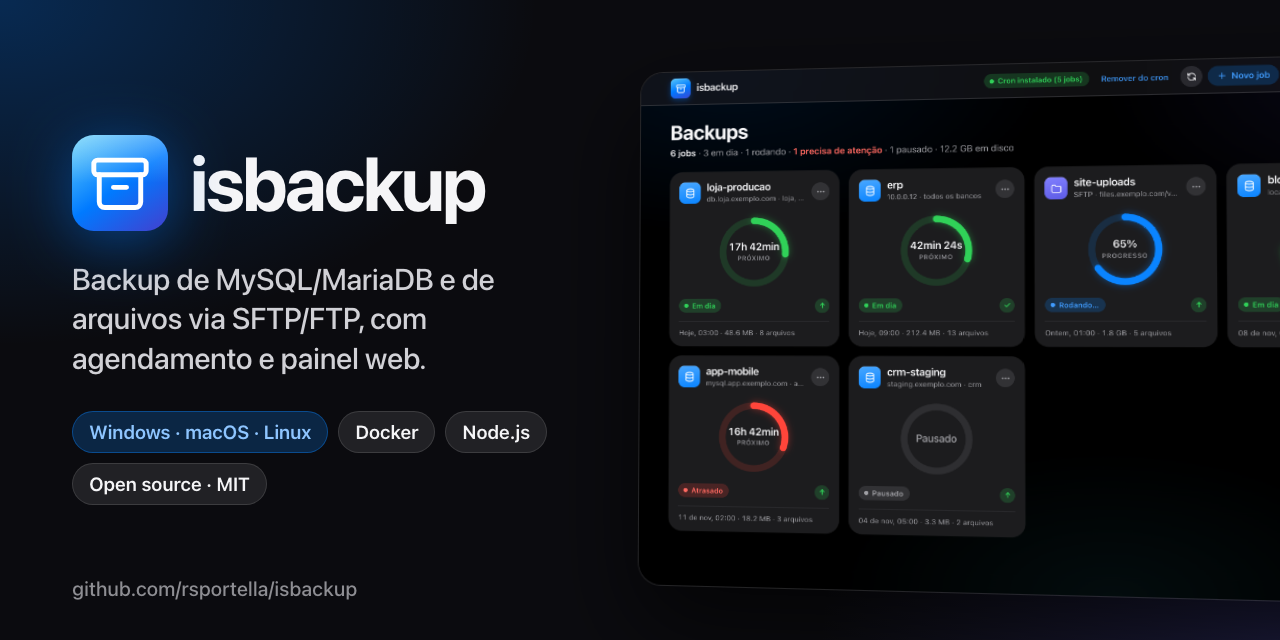 isbackup
Backup de MySQL/MariaDB e de
arquivos via SFTP/FTP, com
agendamento e painel web.
Windows · macOS · Linux
Docker
Node.js
Open source · MIT
github.com/rsportella/isbackup
isbackup
Cron instalado (5 jobs)
Remover do cron
+ Novo job
Backups
6 jobs · 3 em dia · 1 rodando · 1 precisa de atenção · 1 pausado · 12.2 GB em disco
loja-producao
db.loja.exemplo.com · loja, ...
17h 42min
PRÓXIMO
Em dia
Hoje, 03:00 · 48.6 MB · 8 arquivos
erp
10.0.0.12 · todos os bancos
42min 24s
PRÓXIMO
Em dia
Hoje, 09:00 · 212.4 MB · 13 arquivos
site-uploads
SFTP · files.exemplo.com/v...
65%
PROGRESSO
Rodando...
Ontem, 01:00 · 1.8 GB · 5 arquivos
Em dia
08 de nov,
app-mobile
mysql.app.exemplo.com · a...
16h 42min
PRÓXIMO
Atrasado
11 de nov, 02:00 · 18.2 MB · 3 arquivos
crm-staging
staging.exemplo.com · crm
Pausado
Pausado
04 de nov, 05:00 · 3.3 MB · 2 arquivos